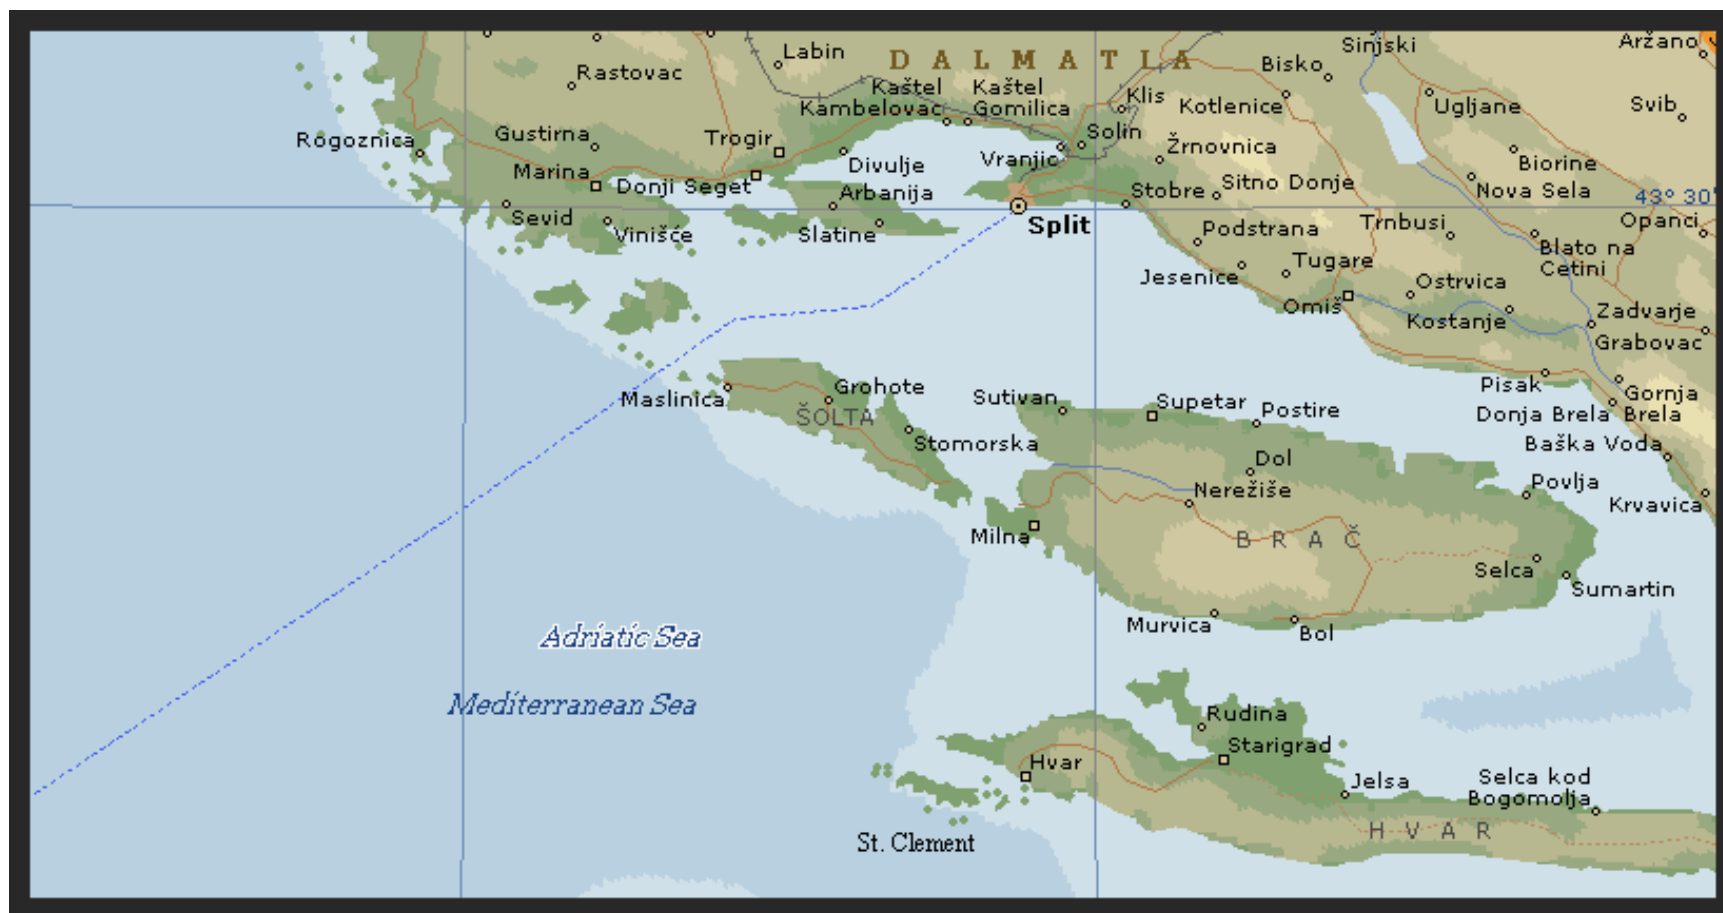 Labin
DALMATIA
Sinjski
Aržano
Rastovac
Bisko
Kaštel
Kambelovac
Kaštel
Gomilica
Klis
Kotlenice
Ugljane
Svib
Rogoznica
Gustirna
Trogir
Solin
Vranjic
Žrnovnica
Biorine
Marina
Donji Seget
Divulje
Arbanija
Stobre
Sitno Donje
Nova Sela
43° 30'
Sevid
Vinišće
Slatine
Split
Podstrana
Trnbusi
Opanci
Blato na
Cetini
Jesenice
Tugare
Ostrvica
Omiš
Kostanje
Zadvarje
Grabovac
Maslinica
Grohote
ŠOLTA
Stomorska
Sutivan
Supetar
Postire
Pisak
Gornja
Brela
Donja Brela
Baška Voda
Dol
Nerežiše
Povlja
Krvavica
Milna
BRAČ
Selca
Sumartin
Murvica
Bol
Adriatic Sea
Mediterranean Sea
Rudina
Starigrad
Hvar
Jelsa
Selca kod
Bogomolja
HVAR
St. Clement